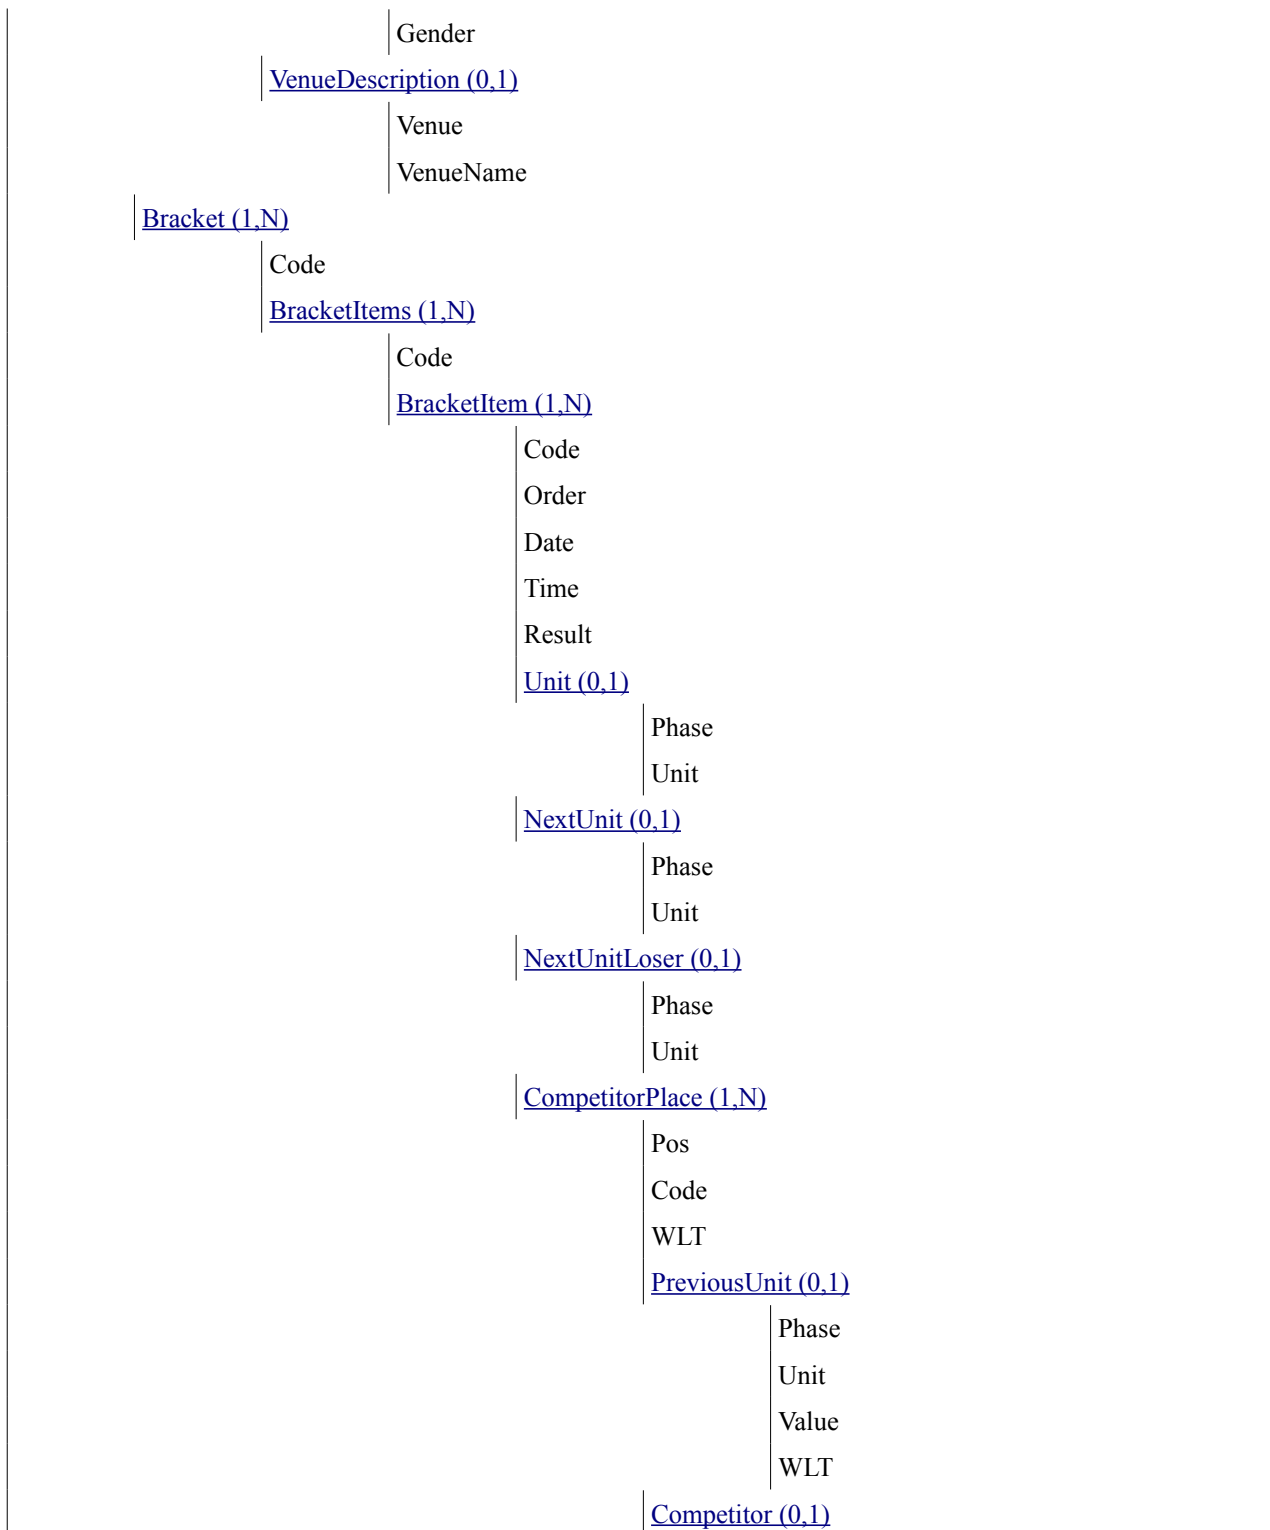 Gender
VenueDescription (0,1)
Venue
VenueName
Bracket (1,N)
Code
BracketItems (1,N)
Code
BracketItem (1,N)
Code
Order
Date
Time
Result
Unit (0,1)
Phase
Unit
NextUnit (0,1)
Phase
Unit
NextUnitLoser (0,1)
Phase
Unit
CompetitorPlace (1,N)
Pos
Code
WLT
PreviousUnit (0,1)
Phase
Unit
Value
WLT
Competitor (0,1)